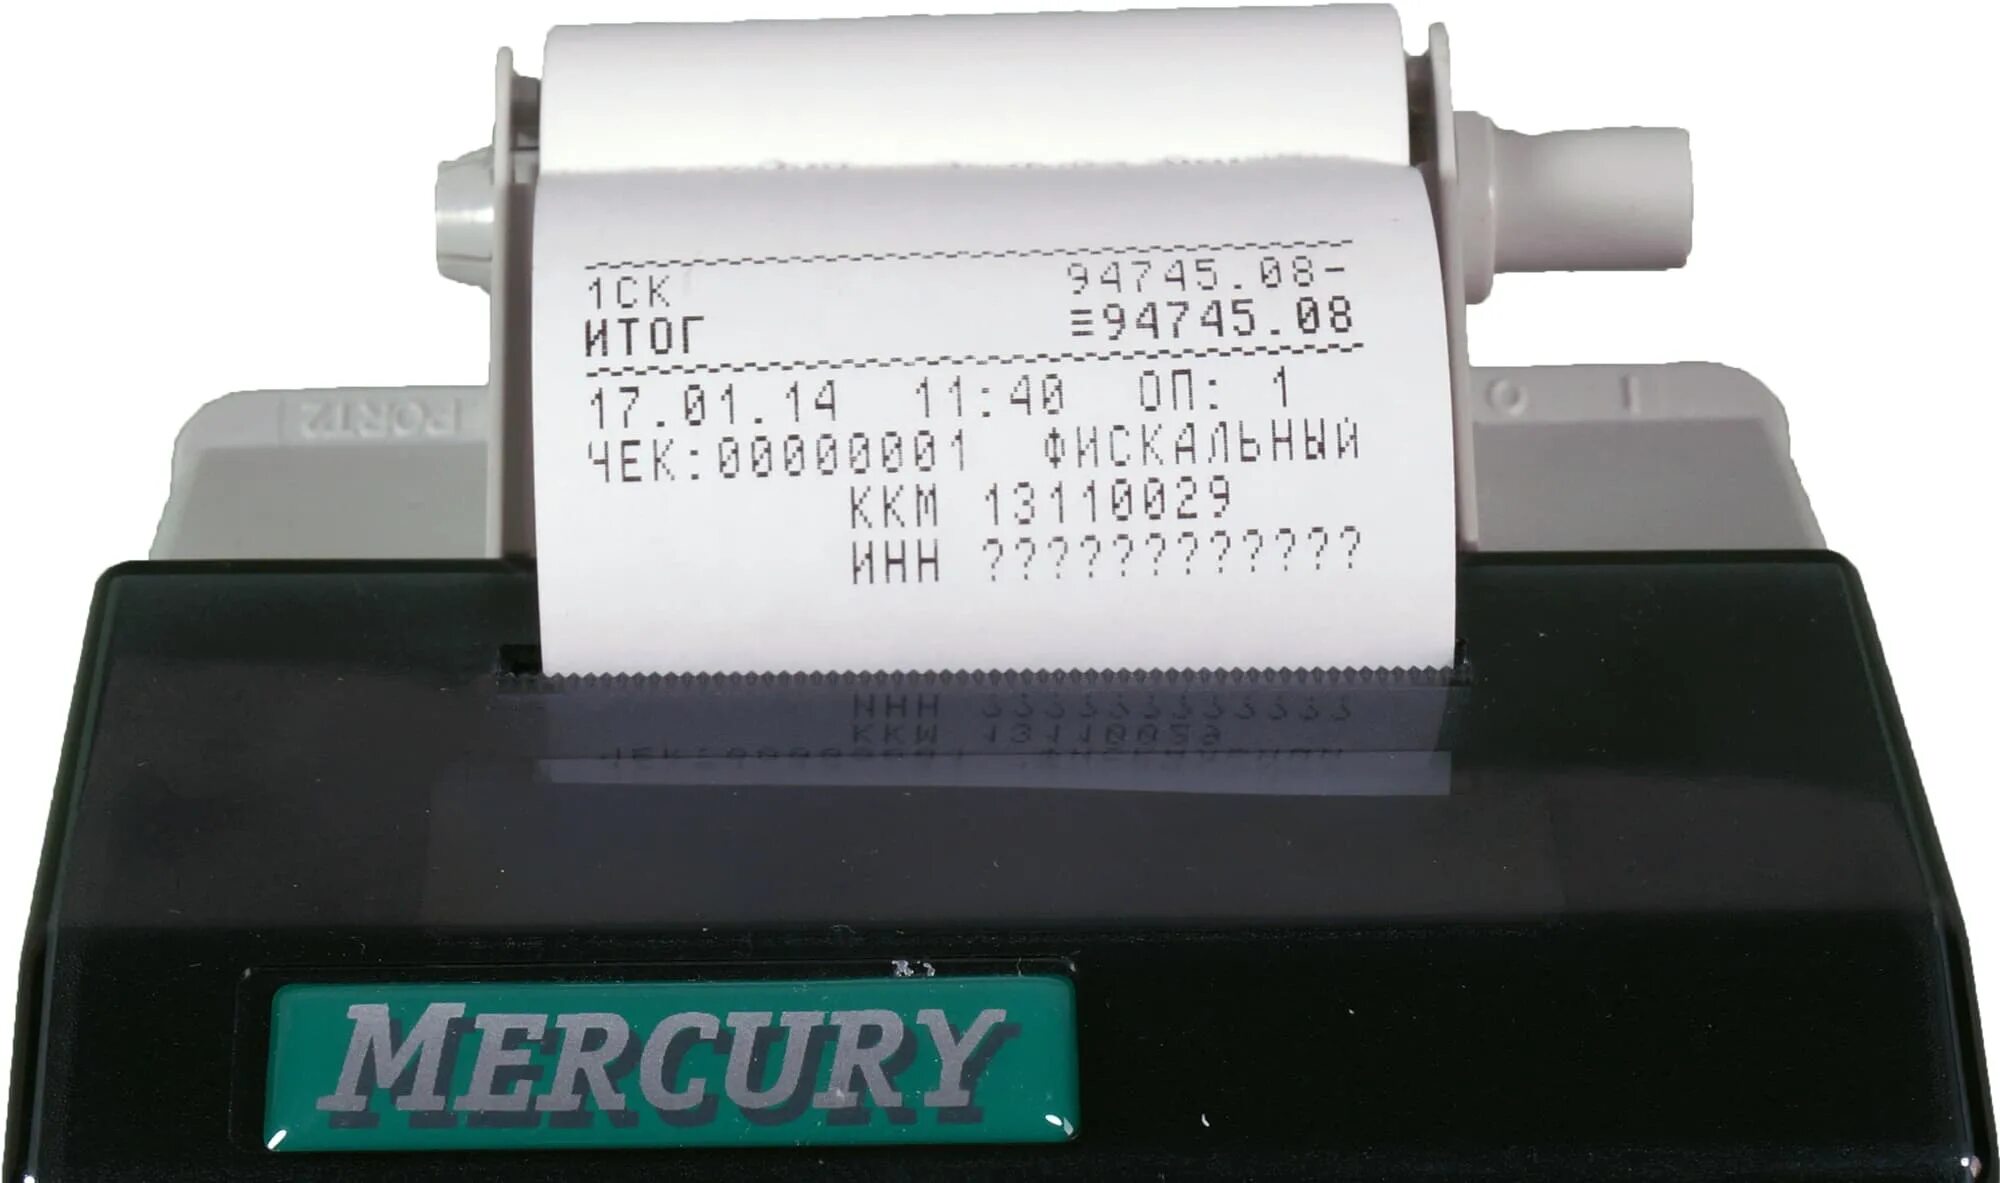 1СК 94745.08-
ИТОГ ≡94745.08
17.01.14 11:40 ОП: 1
ЧЕК:00000001 ФИСКАЛЬНЫЙ
ККМ 13110029
ИНН ????????????
PORT2
O I
MERCURY